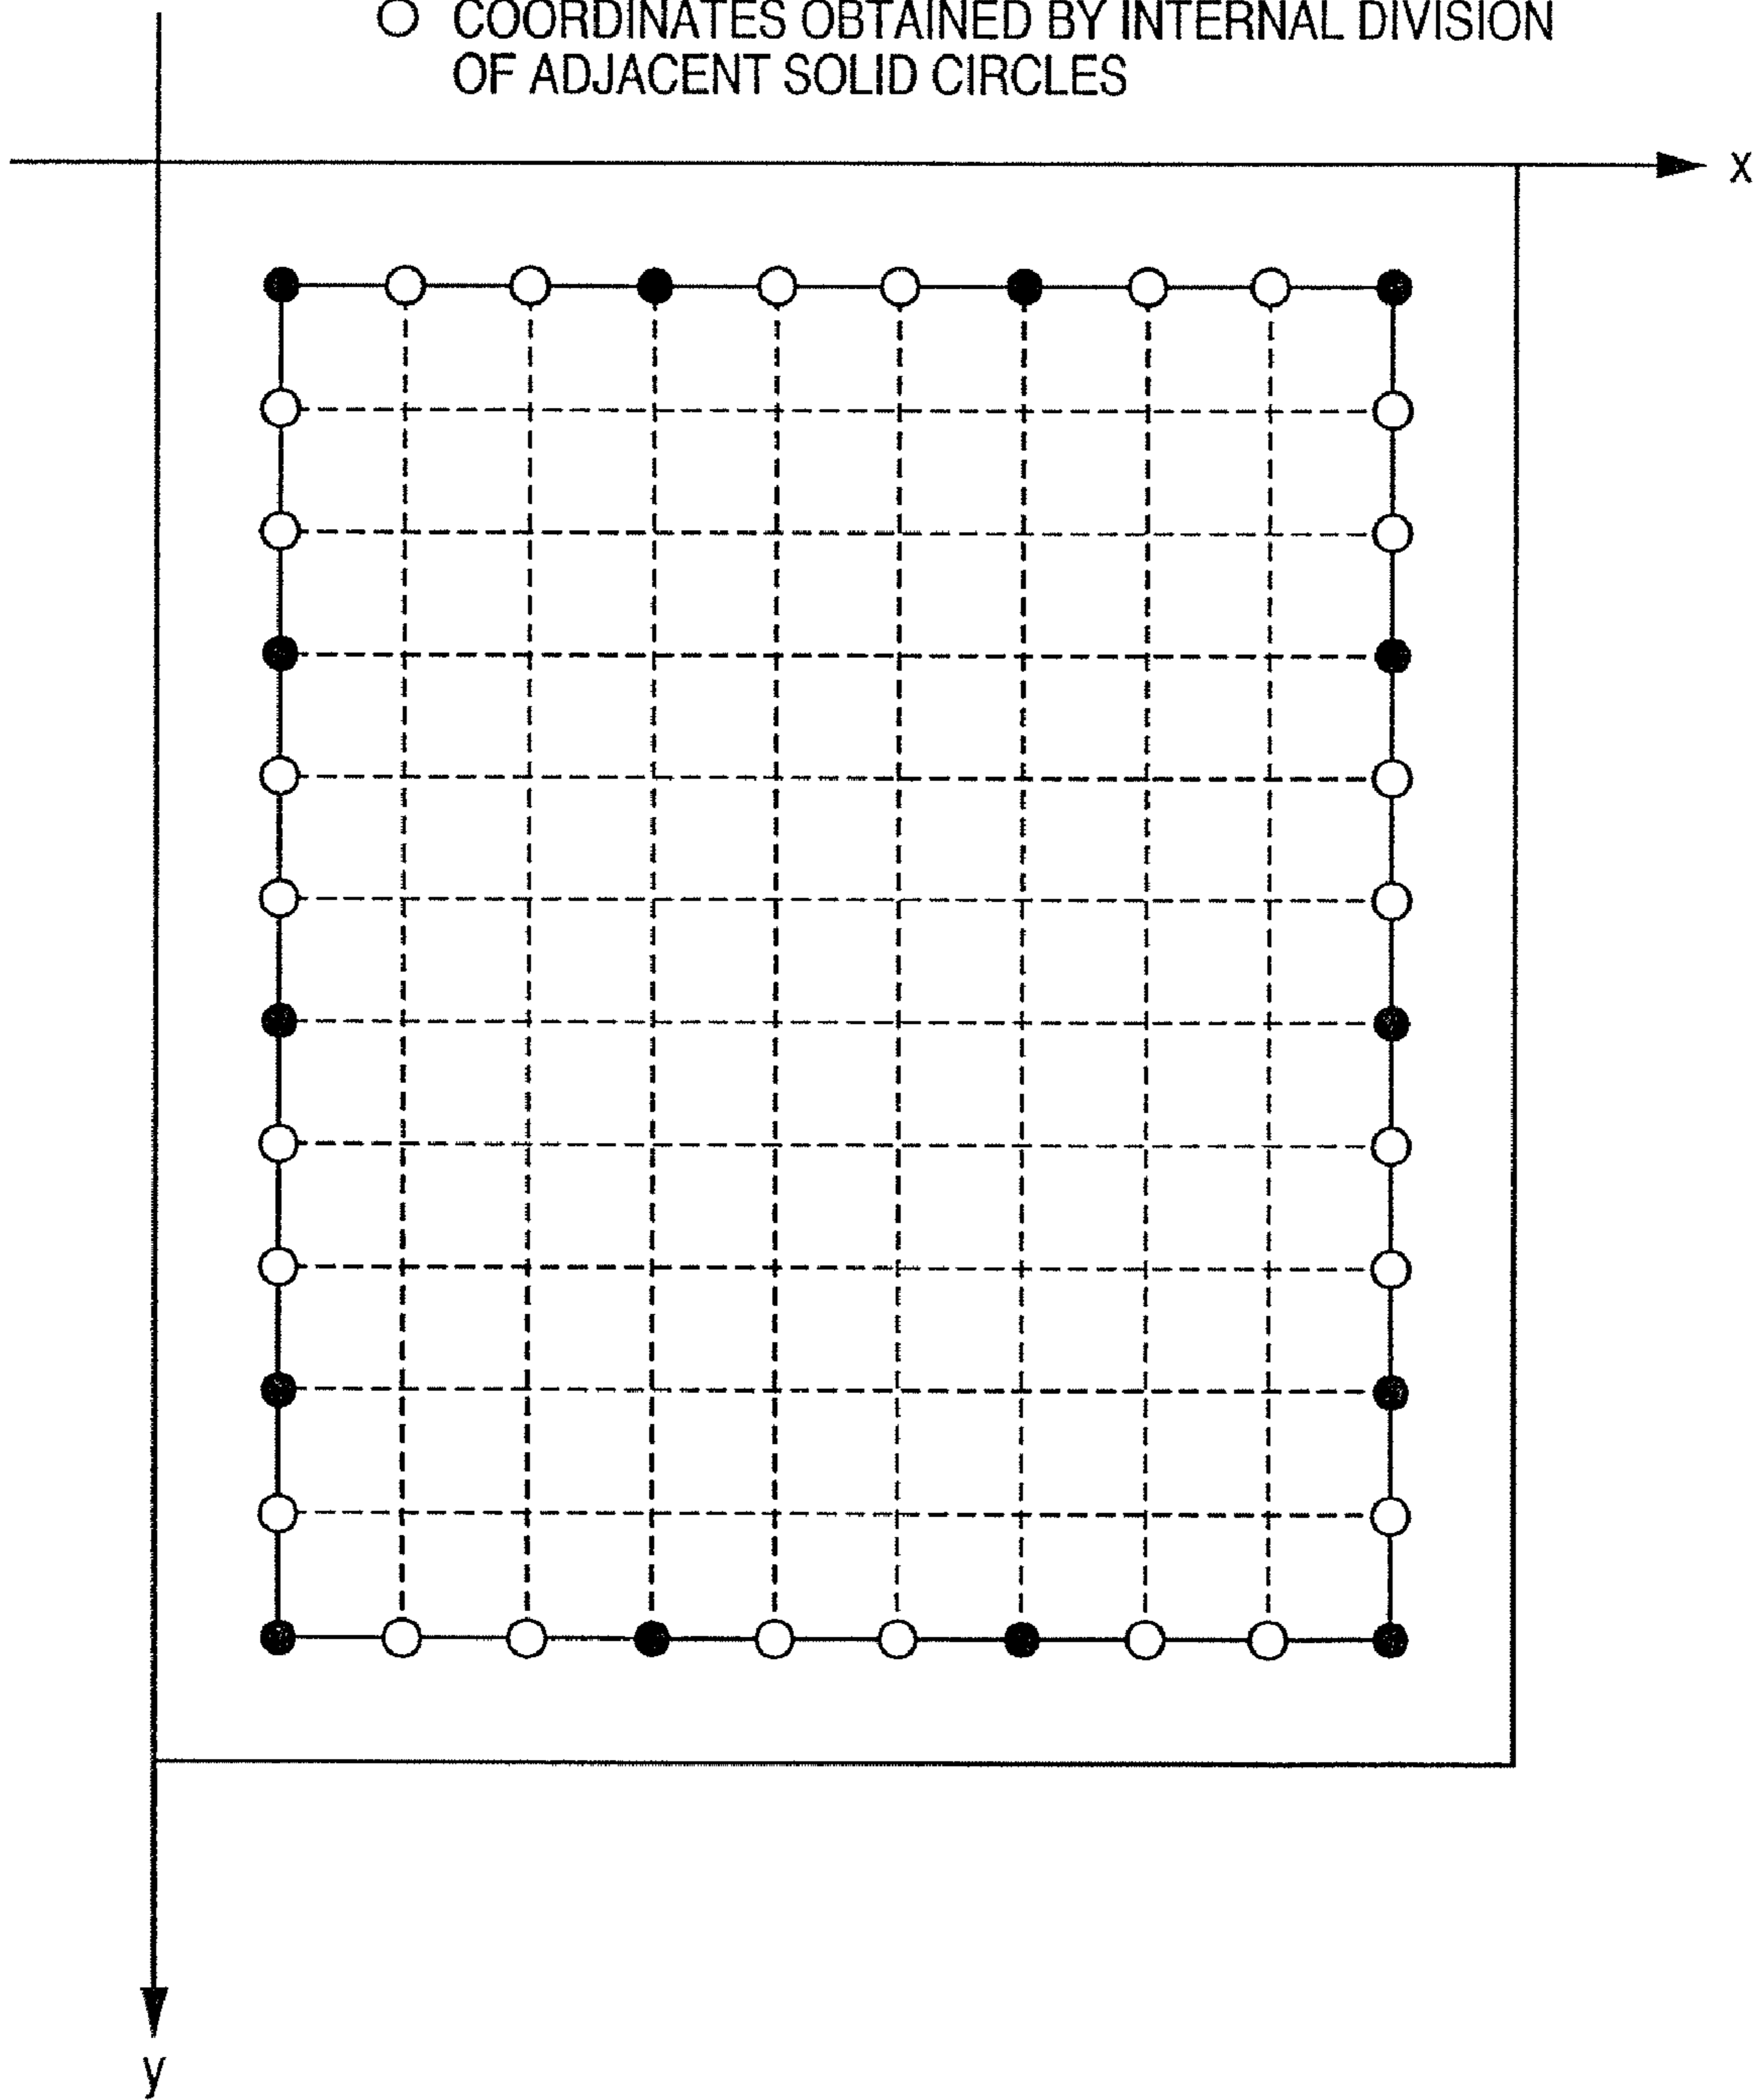 ○ COORDINATES OBTAINED BY INTERNAL DIVISION
OF ADJACENT SOLID CIRCLES
x
y